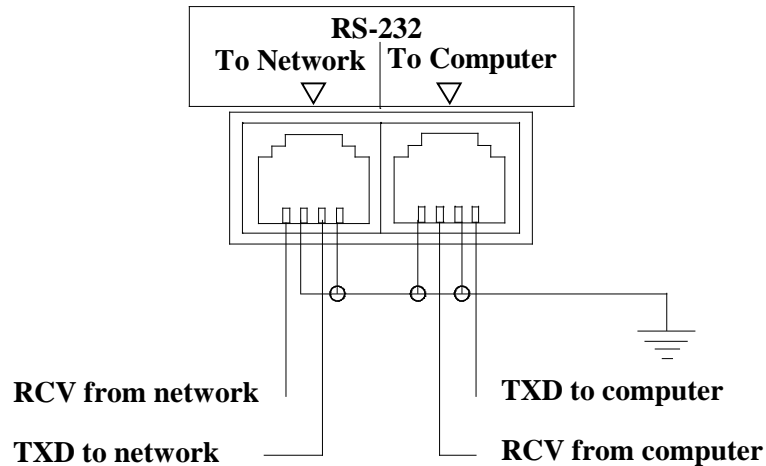 RS-232
To Network To Computer
RCV from network
TXD to computer
TXD to network
RCV from computer